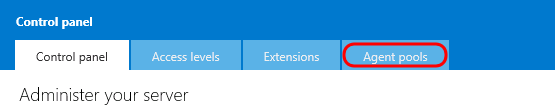 Control panel
Control panel Access levels Extensions Agent pools
Administer your server